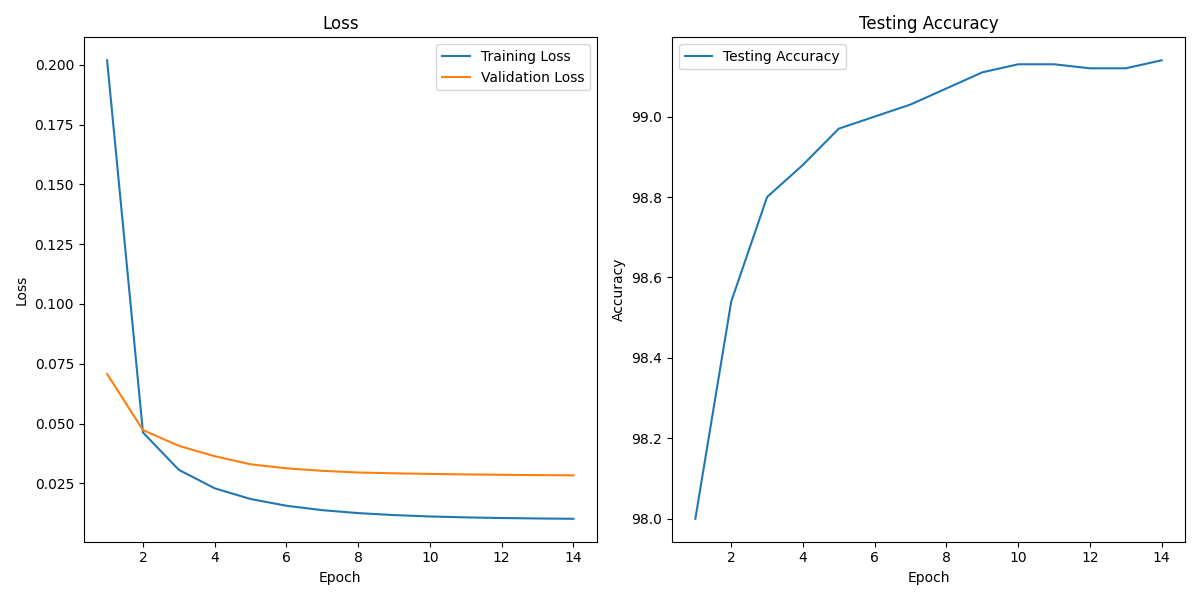 Loss
Training Loss
Validation Loss
0.200
0.175
0.150
0.125
0.100
0.075
0.050
0.025
Loss
2 4 6 8 10 12 14
Epoch
Testing Accuracy
Testing Accuracy
99.0
98.8
98.6
98.4
98.2
98.0
Accuracy
2 4 6 8 10 12 14
Epoch